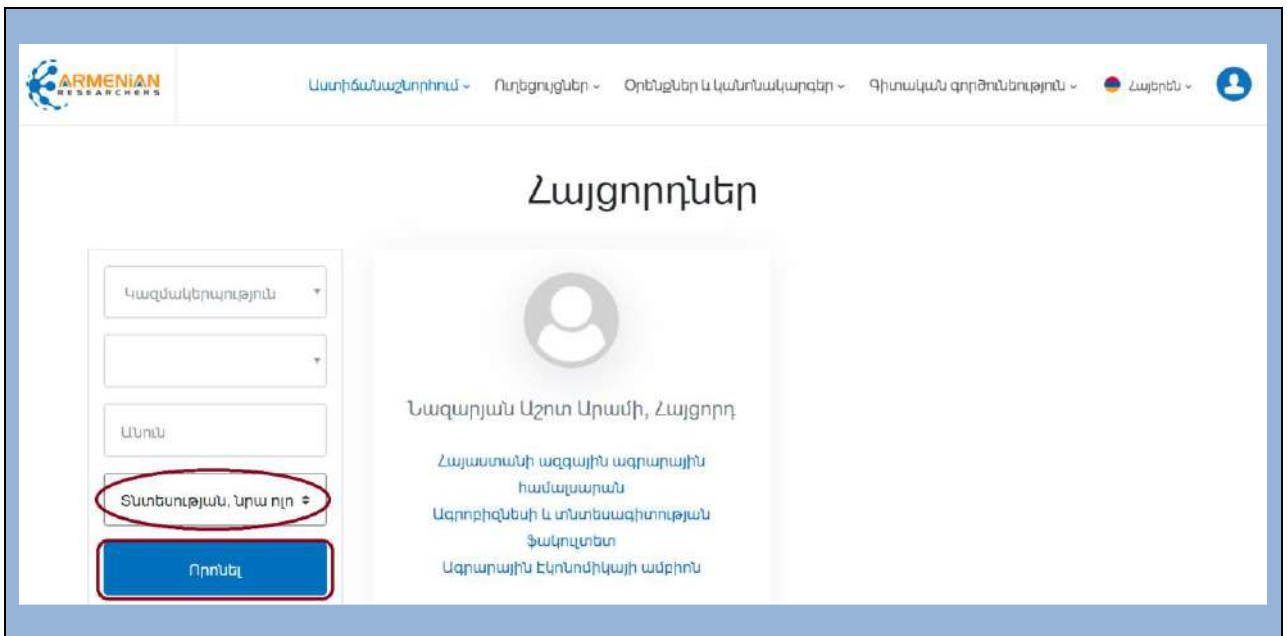 ARMENiAN
RESEARCHERS
Աստիճանաշնորհում
Ուղեցույցներ
Օրենքներ և կանոնակարգեր
Գիտական գործունեություն
Հայերեն
Հայցորդներ
Կազմակերպություն
Անուն
Տնտեսության, նրա ոլո
Որոնել
Նազարյան Աշոտ Արամի, Հայցորդ
Հայաստանի ազգային ագրարային
համալսարան
Ագրոբիզնեսի և տնտեսագիտության
ֆակուլտետ
Ագրարային էկոնոմիկայի ամբիոն